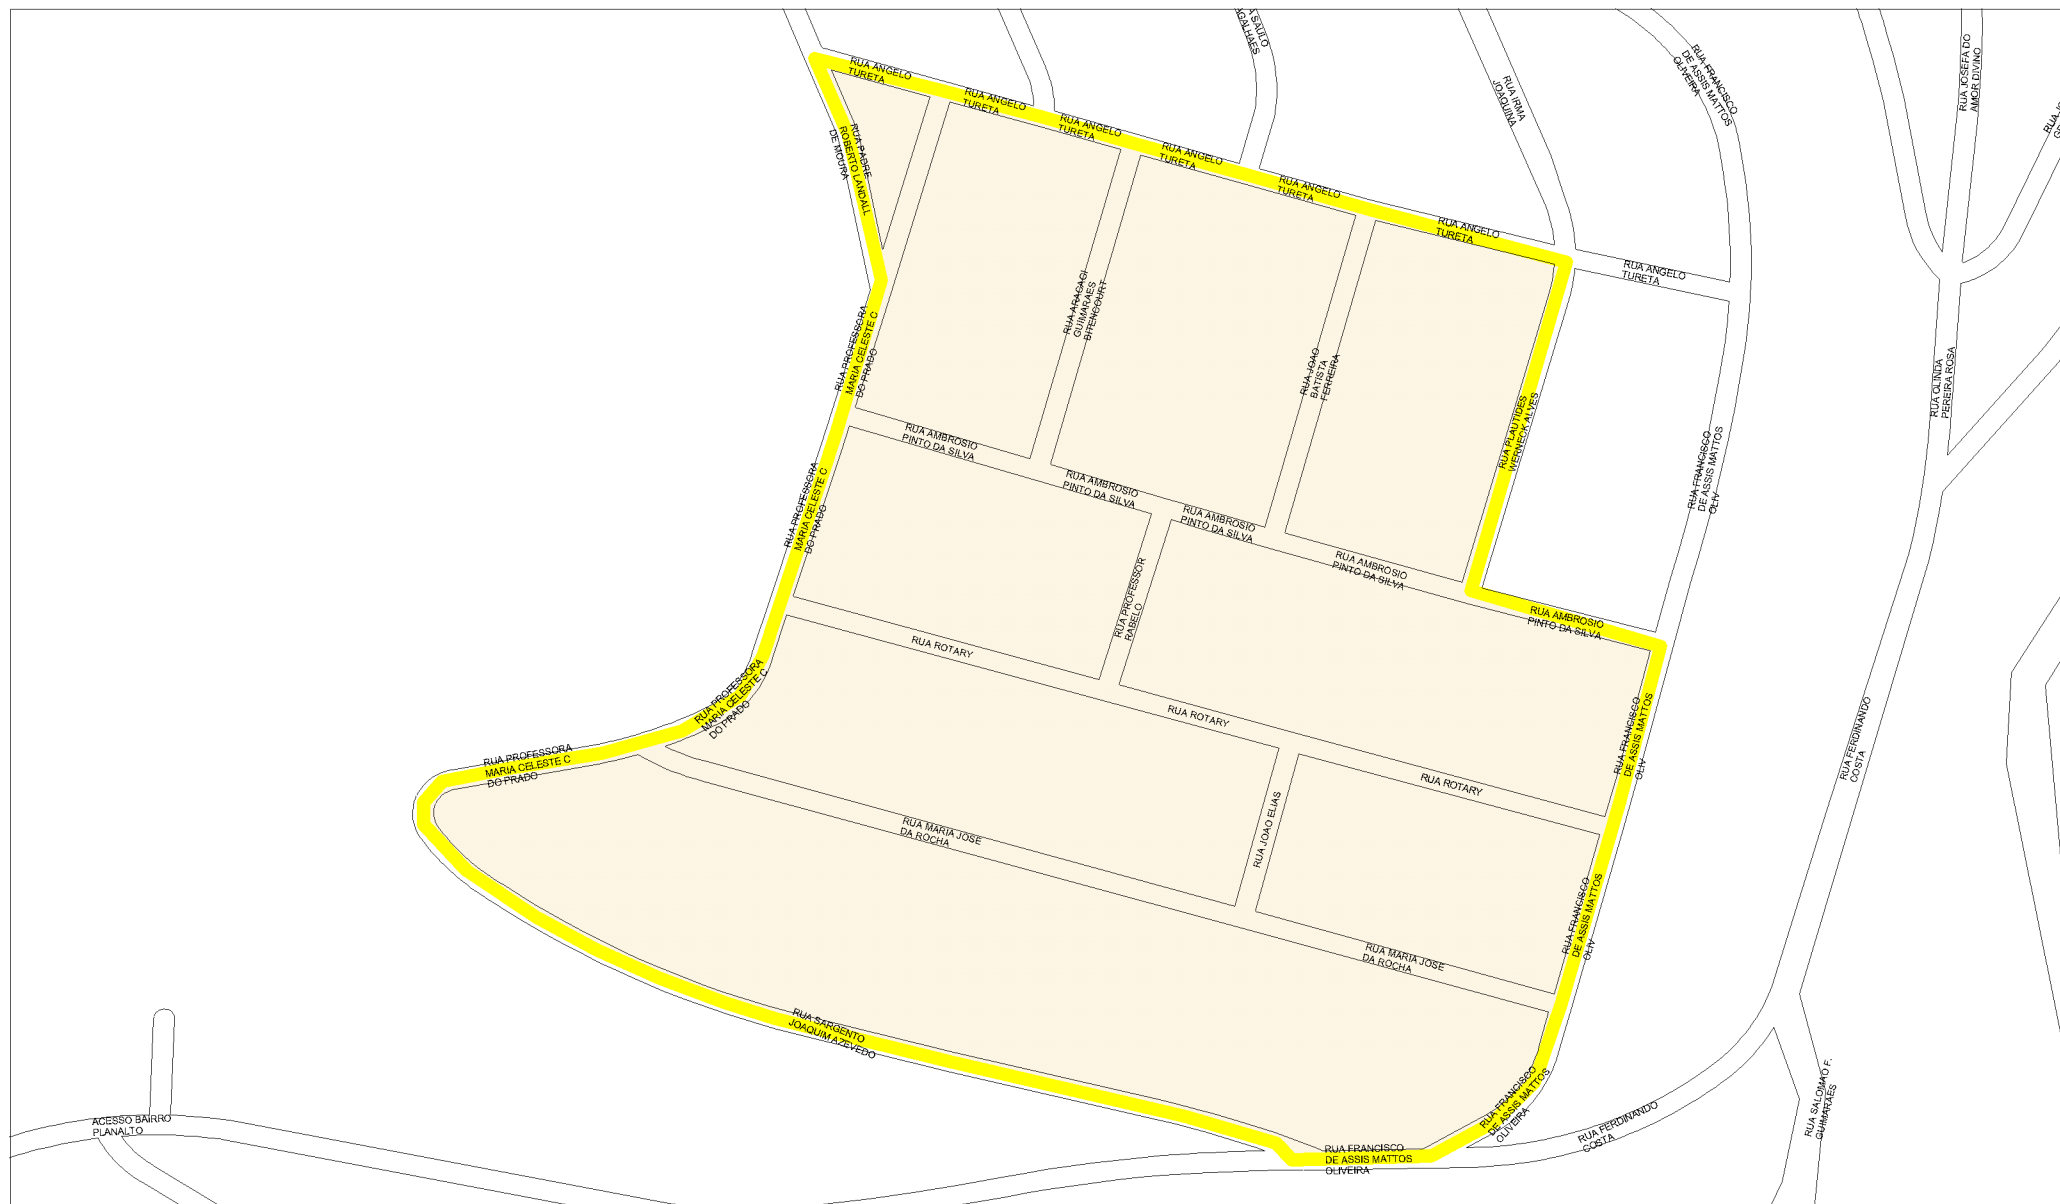 A SAULO
AGALHAES
RUA ANGELO
TURETA
RUA ANGELO
TURETA
RUA ANGELO
TURETA
RUA ANGELO
TURETA
RUA ANGELO
TURETA
RUA ANGELO
TURETA
RUA ANGELO
TURETA
RUA IRMA
JOAQUINA
RUA FRANCISCO
DE ASSIS MATTOS
OLIVEIRA
RUA JOSEFA DO
AMOR DIVINO
RUA PADRE
ROBERTO LANDALL
DE MOURA
RUA ARACAGI
GUIMARAES
BITENCOURT
RUA JOAO
BATISTA
FERREIRA
RUA PLAUTIDES
WERNECK ALVES
RUA OLINDA
PEREIRA ROSA
RUA PROFESSORA
MARIA CELESTE C
DO PRADO
RUA PROFESSORA
MARIA CELESTE C
DO PRADO
RUA AMBROSIO
PINTO DA SILVA
RUA AMBROSIO
PINTO DA SILVA
RUA AMBROSIO
PINTO DA SILVA
RUA AMBROSIO
PINTO DA SILVA
RUA AMBROSIO
PINTO DA SILVA
RUA FRANCISCO
DE ASSIS MATTOS
OLIV
RUA PROFESSOR
RABELO
RUA ROTARY
RUA ROTARY
RUA ROTARY
RUA PROFESSORA
MARIA CELESTE C
DO PRADO
RUA PROFESSORA
MARIA CELESTE C
DO PRADO
RUA FRANCISCO
DE ASSIS MATTOS
OLIV
RUA FERDINANDO
COSTA
RUA MARIA JOSE
DA ROCHA
RUA JOAO ELIAS
RUA MARIA JOSE
DA ROCHA
RUA FRANCISCO
DE ASSIS MATTOS
OLIV
RUA SARGENTO
JOAQUIM AZEVEDO
RUA FRANCISCO
DE ASSIS MATTOS
OLIVEIRA
RUA FRANCISCO
DE ASSIS MATTOS
OLIVEIRA
RUA FERDINANDO
COSTA
RUA SALOMAO F.
GUIMARAES
ACESSO BAIRRO
PLANALTO